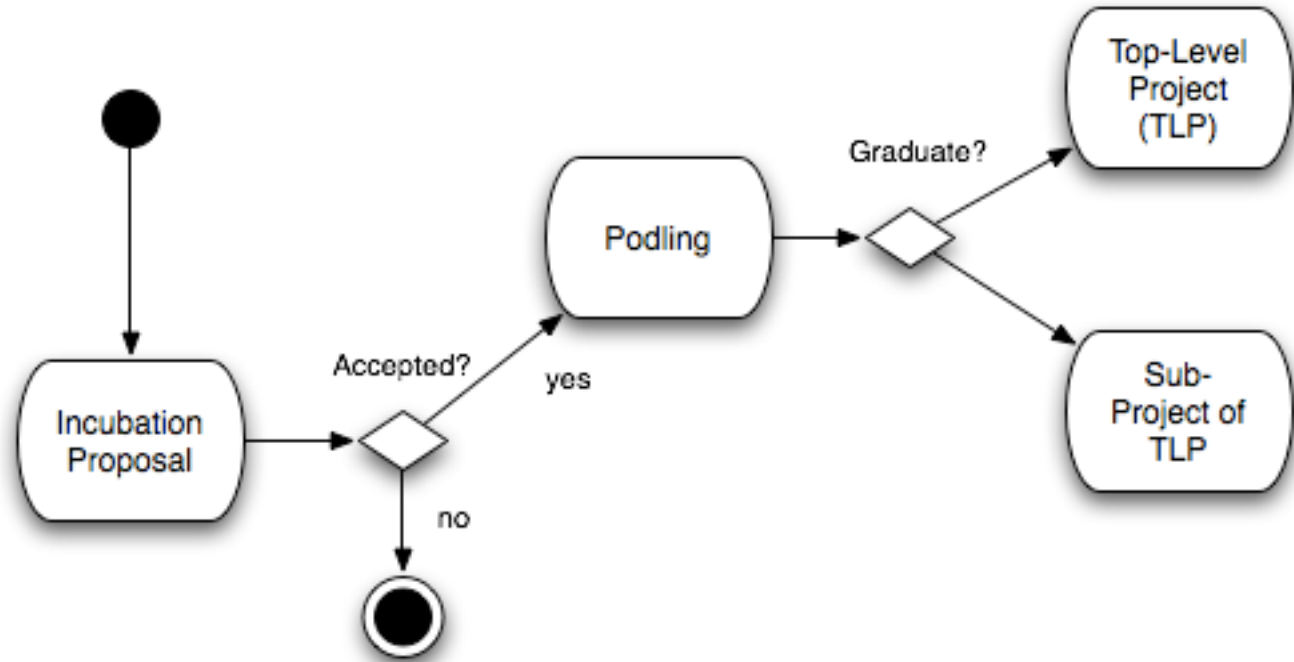 Top-Level
Project
(TLP)
Graduate?
Podling
Accepted?
yes
Incubation
Proposal
no
Sub-
Project of
TLP